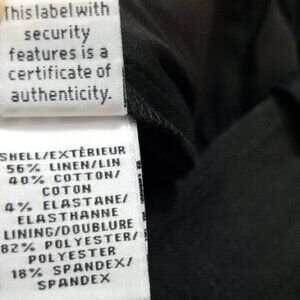 This label with
security
features is a
certificate of
authenticity.
SHELL/EXTÉRIEUR
56% LINEN/LIN
40% COTTON/
COTON
4% ELASTANE/
ELASTHANNE
LINING/DOUBLURE
82% POLYESTER/
POLYESTER
18% SPANDEX/
SPANDEX